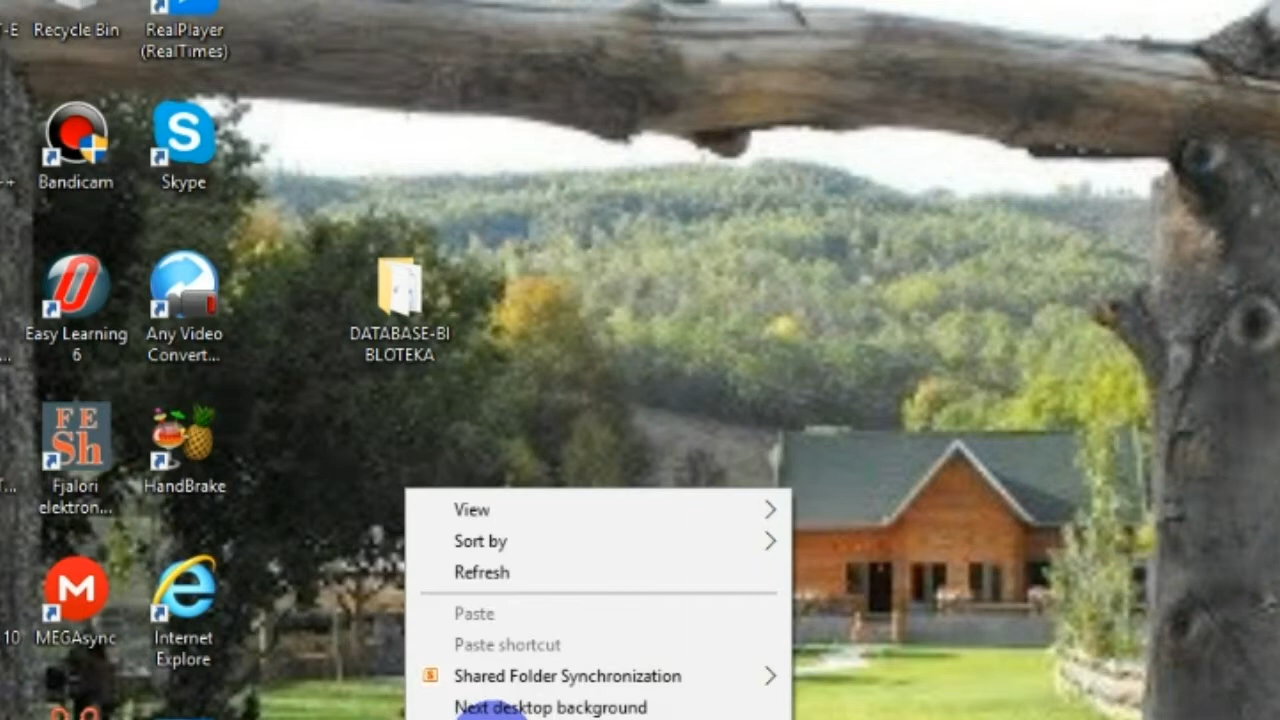 T-E
Recycle Bin
RealPlayer
(RealTimes)
++
Bandicam
S
Skype
Easy Learning
6
...
Any Video
Convert...
DATABASE-BI
BLOTEKA
F E
Sh
T...
Fjalori
elektron...
HandBrake
View
Sort by
Refresh
Paste
Paste shortcut
S
Shared Folder Synchronization
Next desktop background
M
10
MEGAsync
Internet
Explore